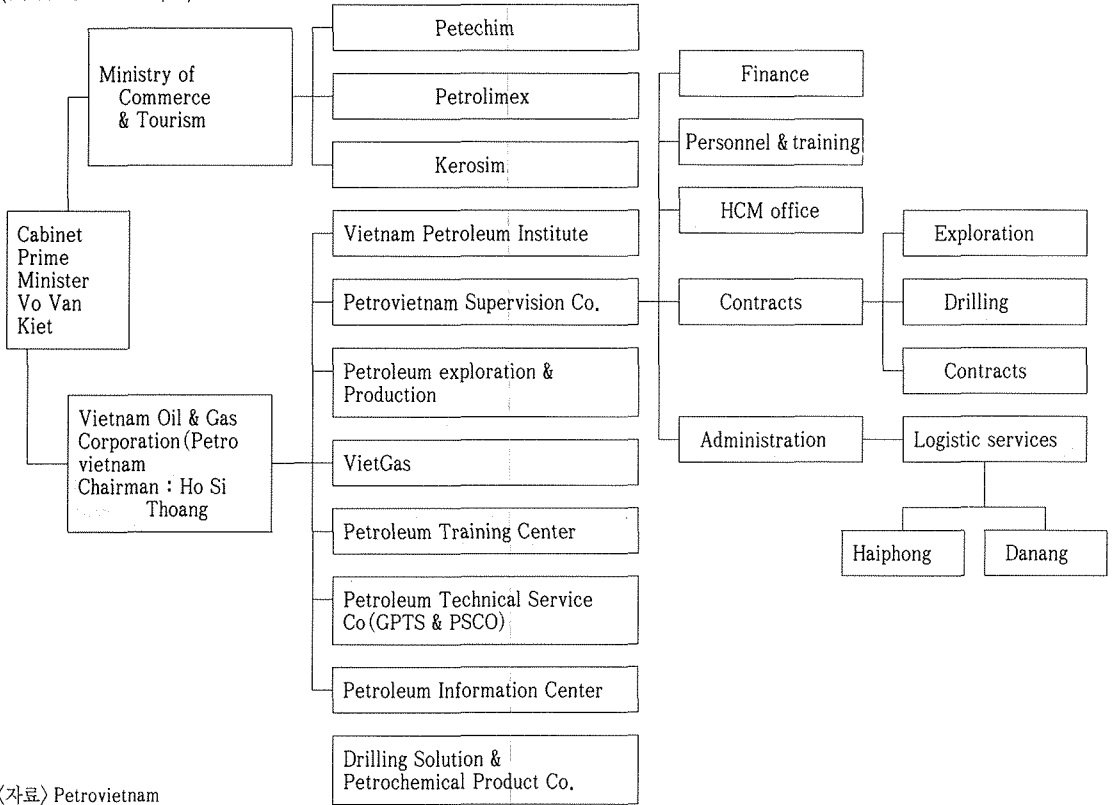 Petechim
Ministry of
Commerce
& Tourism
Petrolimex
Kerosim
Finance
Personnel & training
HCM office
Cabinet
Prime
Minister
Vo Van
Kiet
Vietnam Petroleum Institute
Petrovietnam Supervision Co.
Contracts
Exploration
Drilling
Contracts
Petroleum exploration &
Production
Administration
Logistic services
Haiphong
Danang
Vietnam Oil & Gas
Corporation(Petro
vietnam
Chairman : Ho Si
Thoang
VietGas
Petroleum Training Center
Petroleum Technical Service
Co(GPTS & PSCO)
Petroleum Information Center
Drilling Solution &
Petrochemical Product Co.
〈자료〉 Petrovietnam